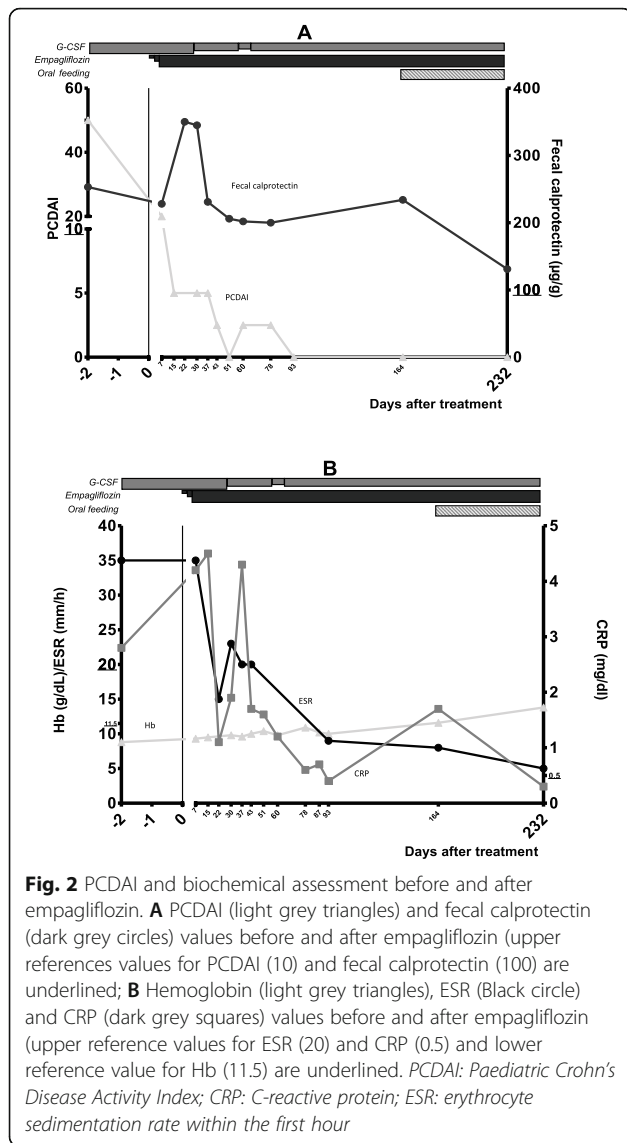 A
G-CSF
Empagliflozin
Oral feeding
60
40
20
10
5
0
PCDAI
400
300
200
100
0
Fecal calprotectin (µg/g)
Fecal calprotectin
PCDAI
-2 -1 0 7 15 22 30 37 43 51 60 78 93 164 232
Days after treatment
B
G-CSF
Empagliflozin
Oral feeding
40
35
30
25
20
15
11.5
10
5
0
Hb (g/dL)/ESR (mm/h)
5
4
3
2
1
0.5
0
CRP (mg/dl)
Hb
ESR
CRP
-2 -1 0 7 15 22 30 37 43 51 60 78 87 93 164 232
Days after treatment
Fig. 2 PCDAI and biochemical assessment before and after
empagliflozin. A PCDAI (light grey triangles) and fecal calprotectin
(dark grey circles) values before and after empagliflozin (upper
references values for PCDAI (10) and fecal calprotectin (100) are
underlined; B Hemoglobin (light grey triangles), ESR (Black circle)
and CRP (dark grey squares) values before and after empagliflozin
(upper reference values for ESR (20) and CRP (0.5) and lower
reference value for Hb (11.5) are underlined. PCDAI: Paediatric Crohn's
Disease Activity Index; CRP: C-reactive protein; ESR: erythrocyte
sedimentation rate within the first hour